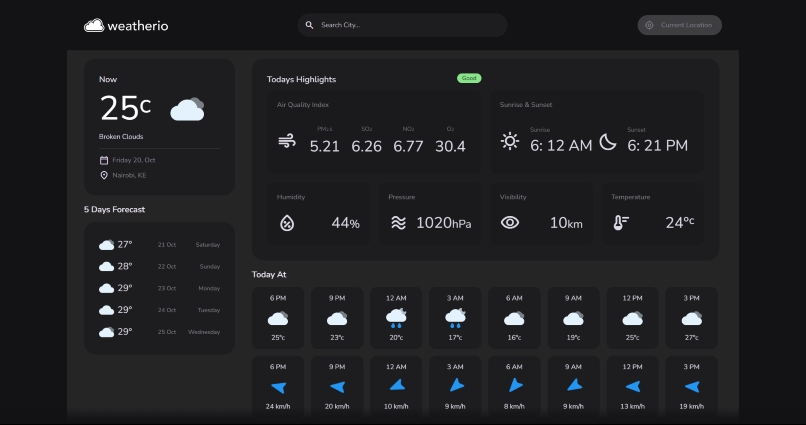 weatherio
Search City...
Current Location
Now
25c
Broken Clouds
Friday 20, Oct
Nairobi, KE
5 Days Forecast
27° 21 Oct Saturday
28° 22 Oct Sunday
29° 23 Oct Monday
29° 24 Oct Tuesday
29° 25 Oct Wednesday
Todays Highlights
Good
Air Quality Index
PM2.5 SO2 NO2 O3
5.21 6.26 6.77 30.4
Sunrise & Sunset
Sunrise
6: 12 AM
Sunset
6: 21 PM
Humidity
44%
Pressure
1020hPa
Visibility
10km
Temperature
24°c
Today At
6 PM 9 PM 12 AM 3 AM 6 AM 9 AM 12 PM 3 PM
25°c 23°c 20°c 17°c 16°c 19°c 25°c 27°c
6 PM 9 PM 12 AM 3 AM 6 AM 9 AM 12 PM 3 PM
24 km/h 20 km/h 10 km/h 9 km/h 8 km/h 9 km/h 13 km/h 19 km/h